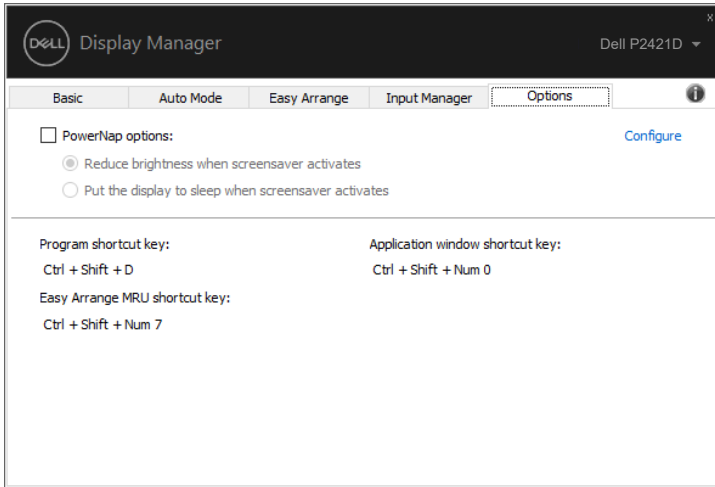 x
DELL Display Manager Dell P2421D
Basic Auto Mode Easy Arrange Input Manager Options i
PowerNap options: Configure
Reduce brightness when screensaver activates
Put the display to sleep when screensaver activates
Program shortcut key: Application window shortcut key:
Ctrl + Shift + D Ctrl + Shift + Num 0
Easy Arrange MRU shortcut key:
Ctrl + Shift + Num 7